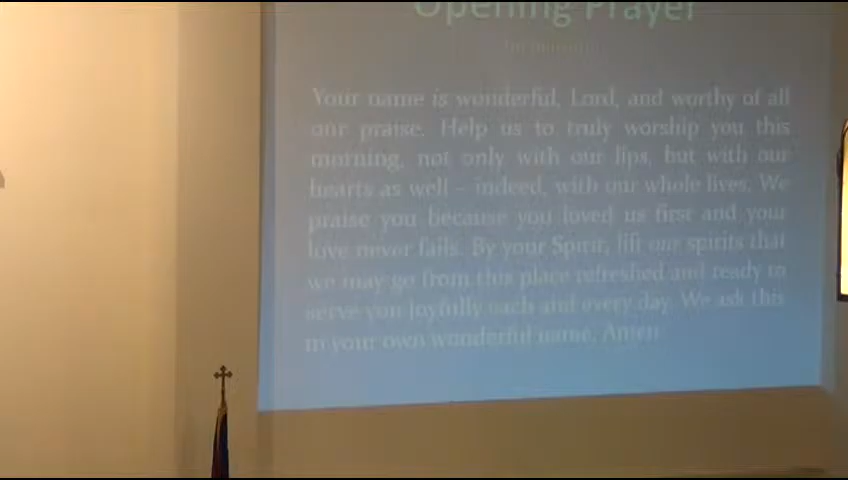 Opening Prayer
Your name is wonderful, Lord, and worthy of all
our praise. Help us to truly worship you this
morning, not only with our lips, but with our
hearts as well – indeed, with our whole lives. We
praise you because you loved us first and your
love never fails. By your Spirit, lift our spirits that
we may go from this place refreshed and ready to
serve you joyfully each and every day. We ask this
in your own wonderful name, Amen